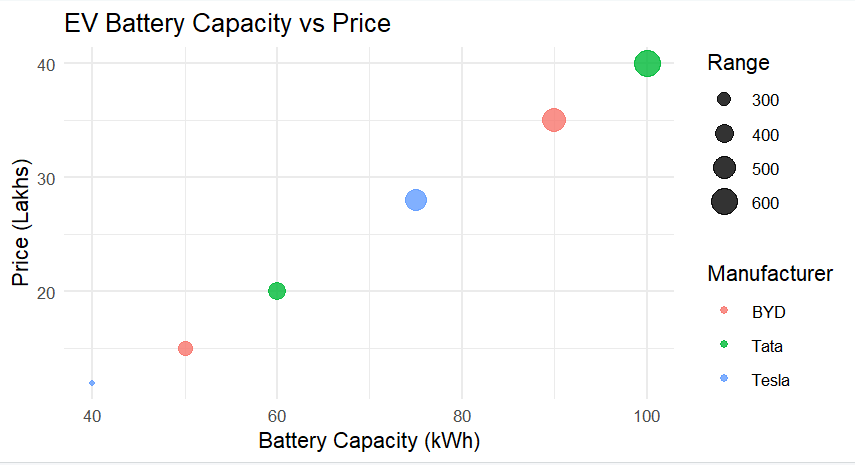 EV Battery Capacity vs Price
Price (Lakhs)
40
30
20
40
60
80
100
Battery Capacity (kWh)
Range
300
400
500
600
Manufacturer
BYD
Tata
Tesla